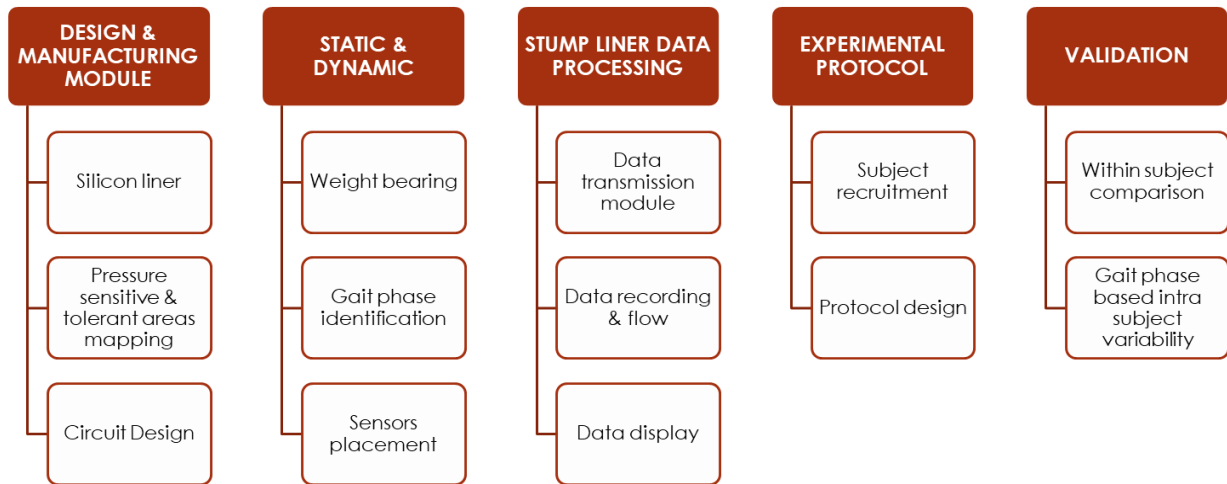 DESIGN &
MANUFACTURING
MODULE
Silicon liner
Pressure
sensitive &
tolerant areas
mapping
Circuit Design
STATIC &
DYNAMIC
Weight bearing
Gait phase
identification
Sensors
placement
STUMP LINER DATA
PROCESSING
Data
transmission
module
Data recording
& flow
Data display
EXPERIMENTAL
PROTOCOL
Subject
recruitment
Protocol design
VALIDATION
Within subject
comparison
Gait phase
based intra
subject
variability